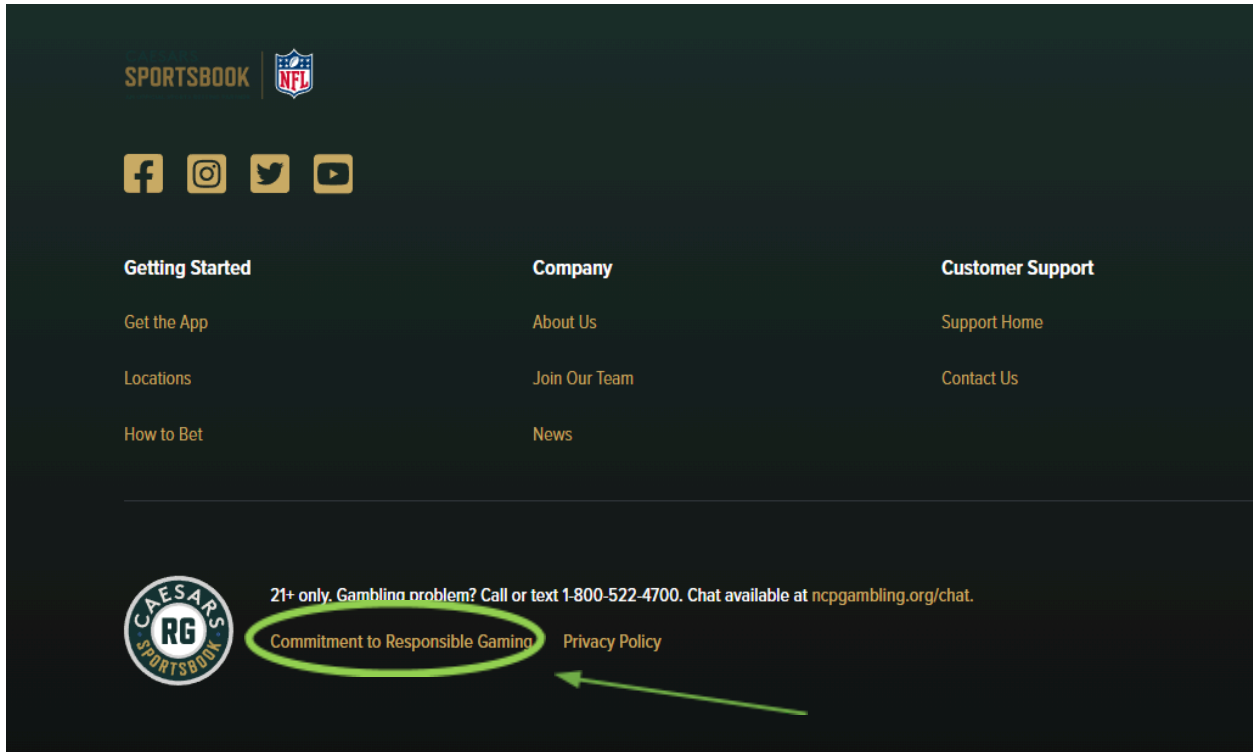 CAESARS
SPORTSBOOK
NFL
Getting Started
Company
Customer Support
Get the App
About Us
Support Home
Locations
Join Our Team
Contact Us
How to Bet
News
CAESARS
RG
SPORTSBOOK
21+ only. Gambling problem? Call or text 1-800-522-4700. Chat available at ncpgambling.org/chat.
Commitment to Responsible Gaming
Privacy Policy